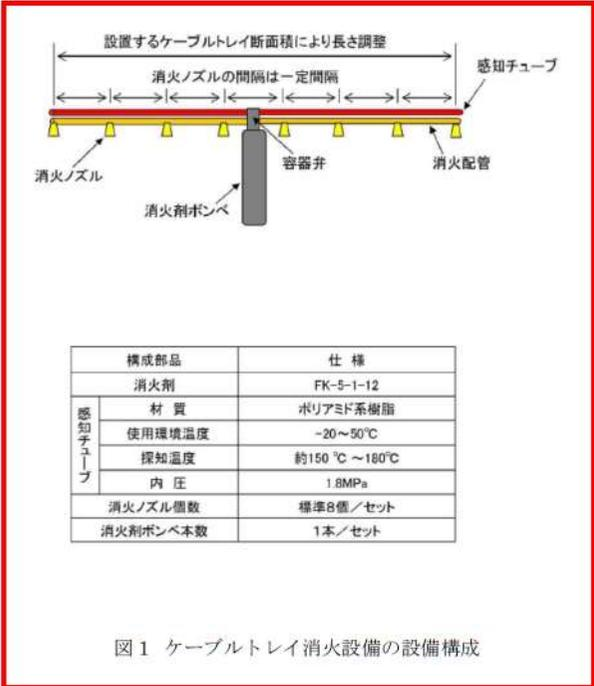 設置するケーブルトレイ断面積により長さ調整
感知チューブ
消火ノズルの間隔は一定間隔
消火ノズル
容器弁
消火配管
消火剤ボンベ
構成部品 仕 様
消火剤 FK-5-1-12
感知チューブ
材 質 ポリアミド系樹脂
使用環境温度 -20~50℃
探知温度 約150 ℃ ~180℃
内 圧 1.8MPa
消火ノズル個数 標準8個/セット
消火剤ボンベ本数 1本/セット
図1 ケーブルトレイ消火設備の設備構成